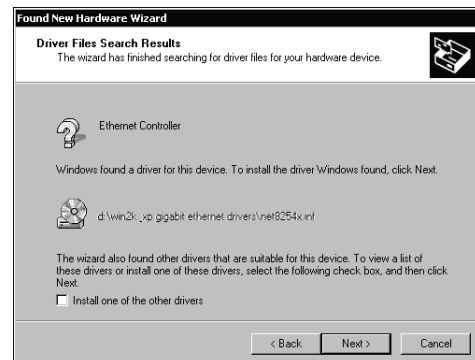 Found New Hardware Wizard
Driver Files Search Results
The wizard has finished searching for driver files for your hardware device.
Ethernet Controller
Windows found a driver for this device. To install the driver Windows found, click Next.
d:\win2k_xp gigabit ethernet drivers\net8254x.inf
The wizard also found other drivers that are suitable for this device. To view a list of
these drivers or install one of these drivers, select the following check box, and then click
Next.
Install one of the other drivers
< Back Next > Cancel